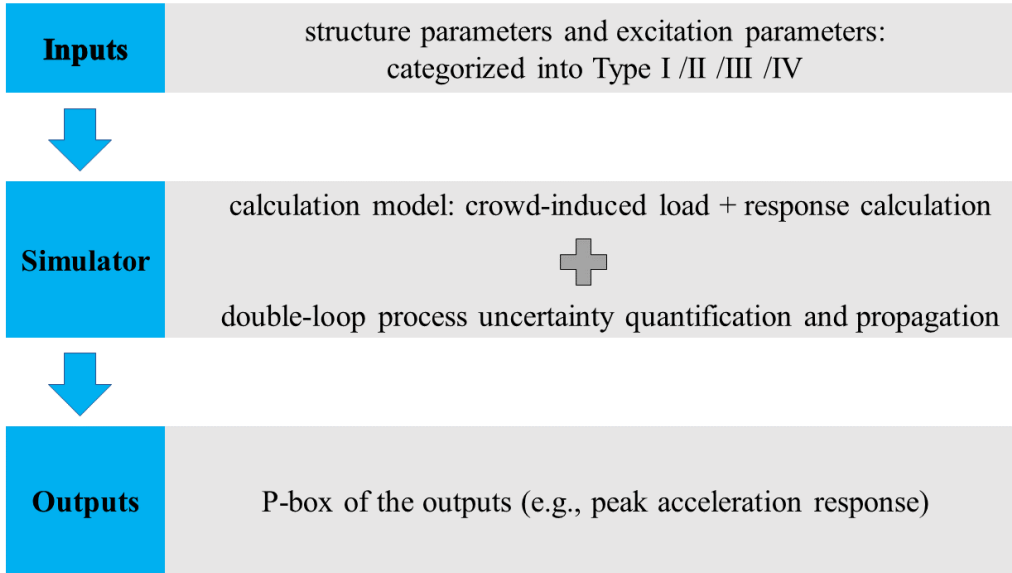 Inputs
structure parameters and excitation parameters:
categorized into Type I /II /III /IV
Simulator
calculation model: crowd-induced load + response calculation
double-loop process uncertainty quantification and propagation
Outputs
P-box of the outputs (e.g., peak acceleration response)